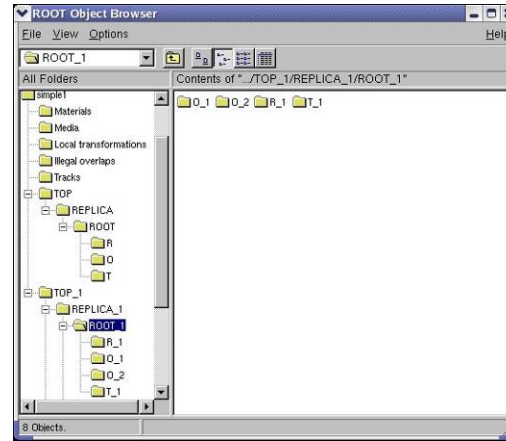 ROOT Object Browser
File View Options
Help
ROOT_1
All Folders
Contents of ".../TOP_1/REPLICA_1/ROOT_1"
simple1
Materials
Media
Local transformations
Illegal overlaps
Tracks
TOP
REPLICA
ROOT
R
O
T
TOP_1
REPLICA_1
ROOT_1
R_1
O_1
O_2
T_1
O_1 O_2 R_1 T_1
8 Objects.